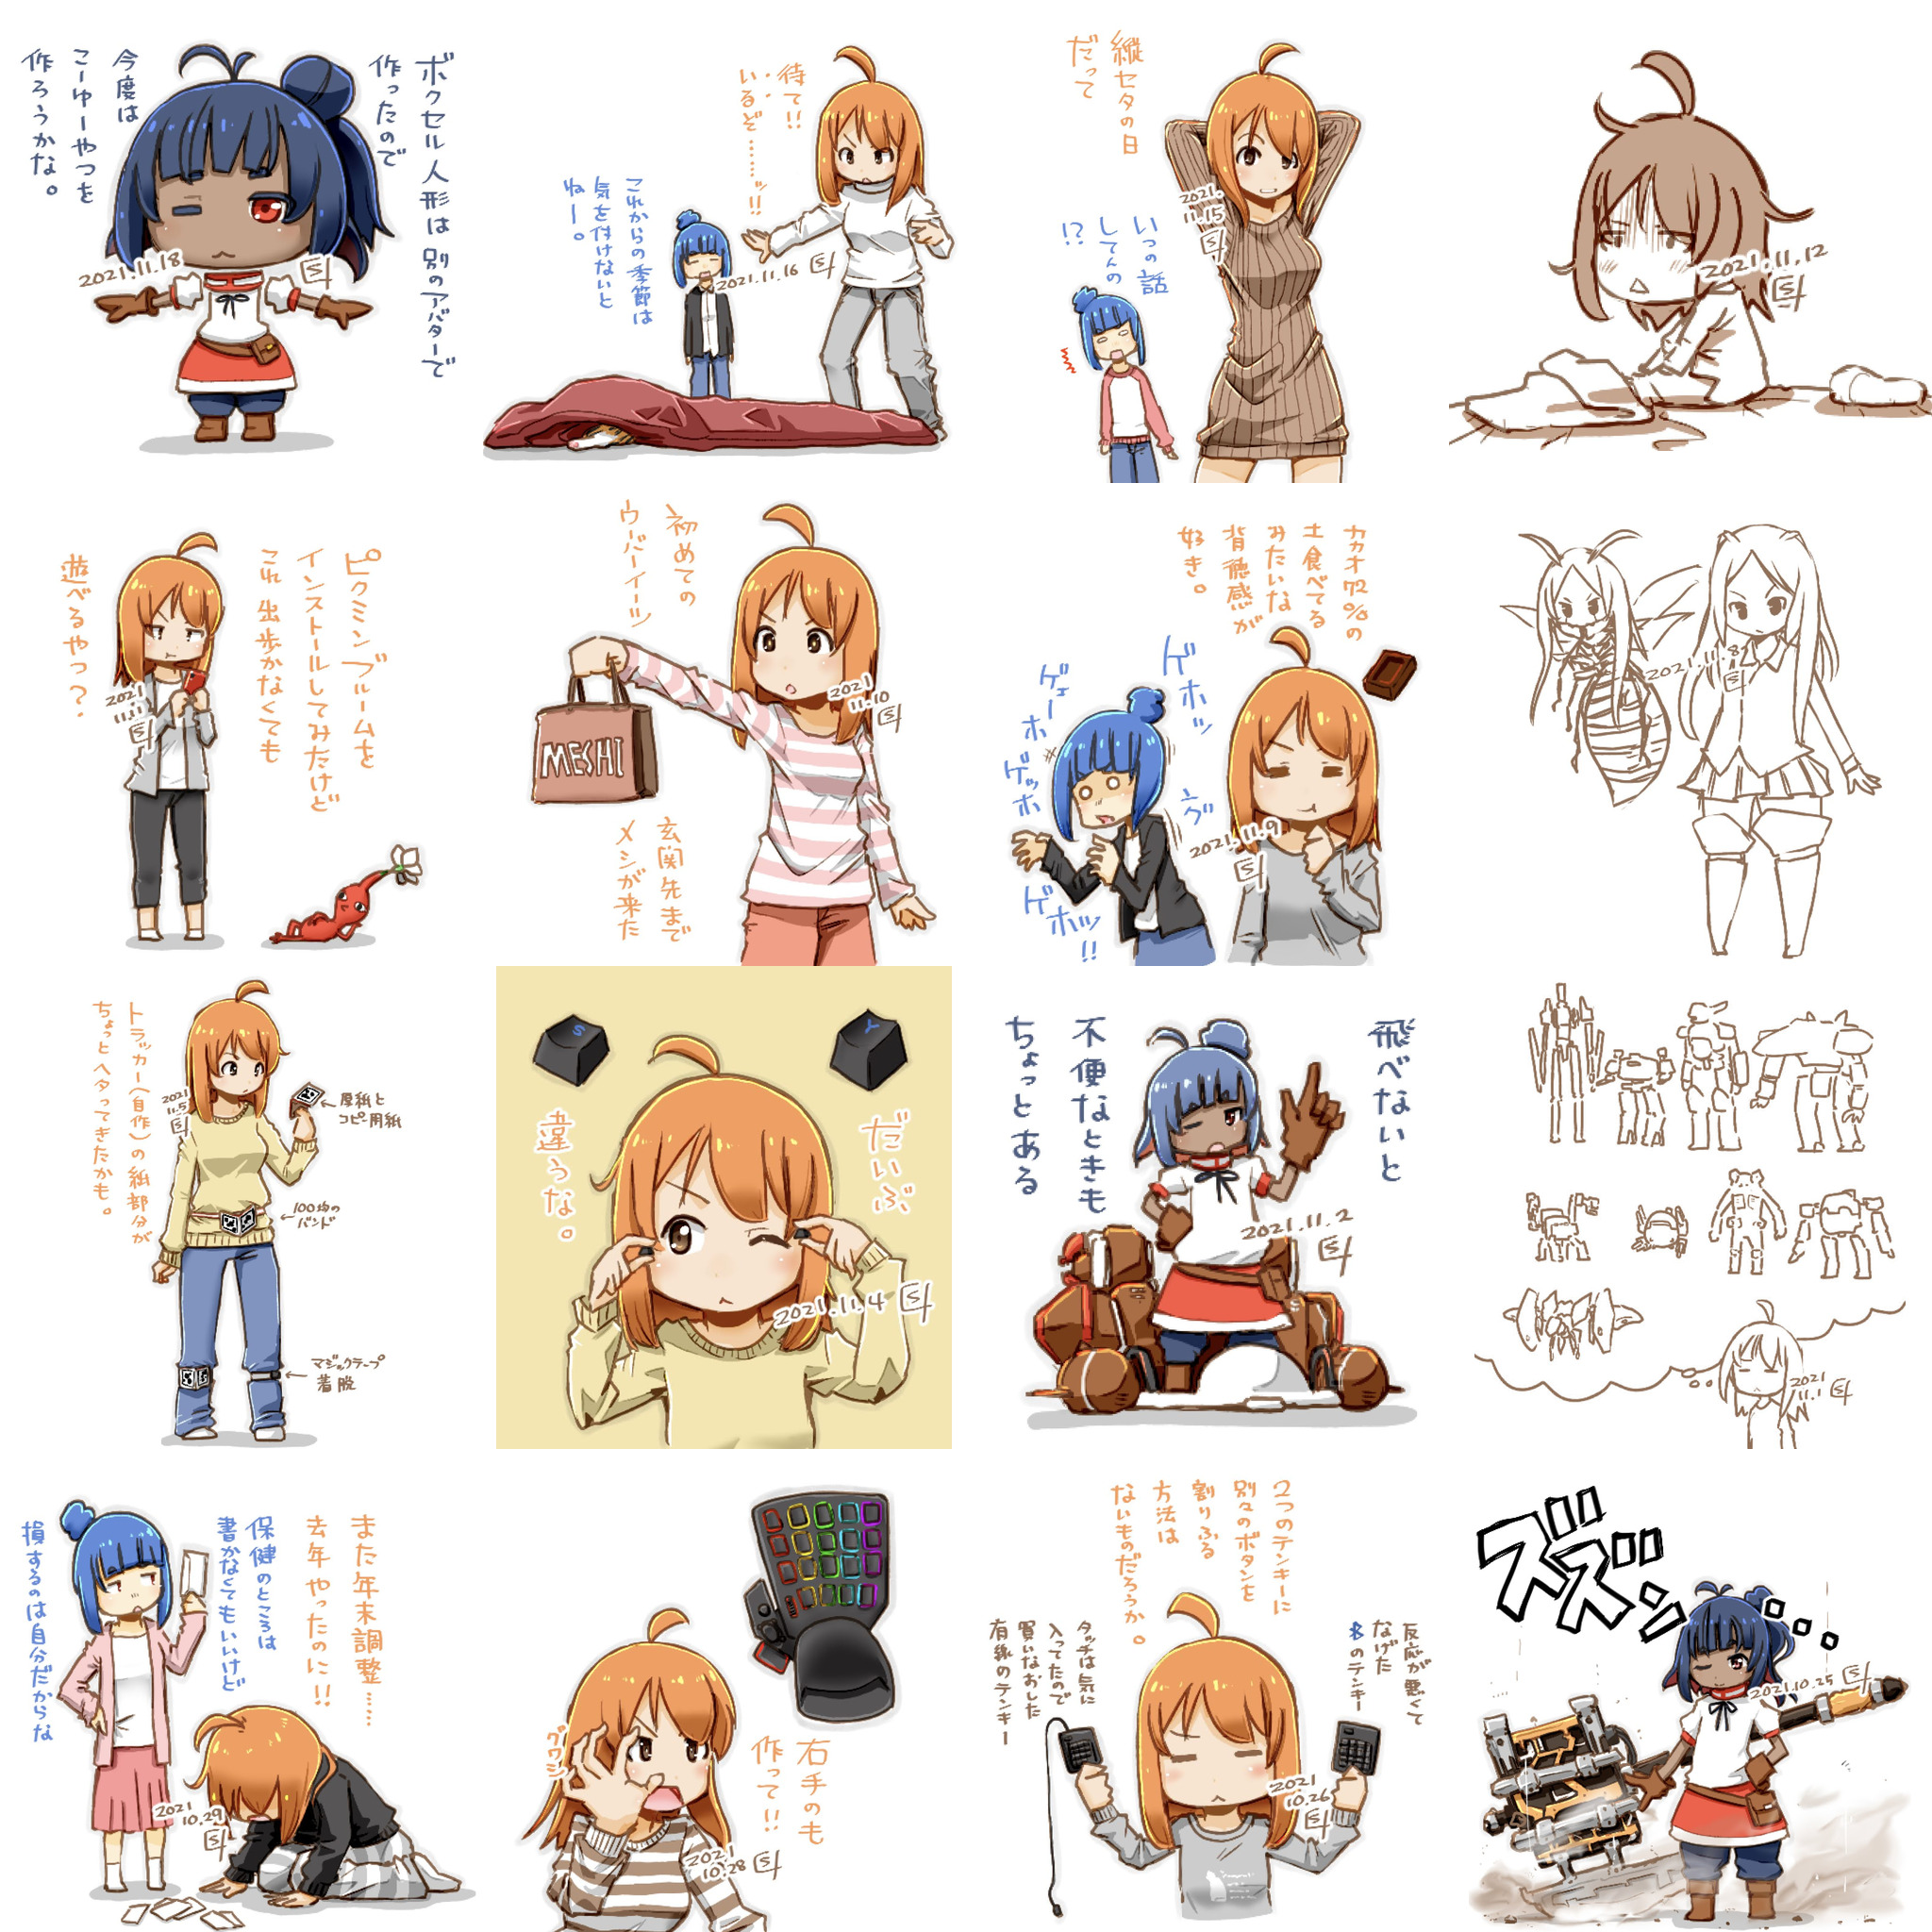 ボクセル人形は別のアバターで
作ったので
今度は
こーゆーやつを
作ろうかな。
2021.11.18
待て!!
いるぞ……ッ!!
これからの季節は
気を付けないと
ねー。
2021.11.16
縦セタの日
だって
いつの話
してんの
!?
2021.
11.15
2021.11.12
ピクミンブルームを
インストールしてみたけど
これ出歩かなくても
遊べるやつ?
2021
11.11
初めての
ウーバーイーツ
MESHI
玄関先まで
メシが来た
2021
11.10
カカオ72%の
土食べてる
みたいな
背徳感が
好き。
ゲホッ
ゲェーホ
ゲッホ
ヴ
ゲホッ!!
2021.11.9
2021.11.8
トラッカー(自作)の紙部分が
ちょっとヘタってきたかも。
厚紙と
コピー用紙
100均の
バンド
マジックテープ
着脱
2021
11.5
S
Y
だいぶ
違うな。
2021.11.4
飛べないと
不便なときも
ちょっとある
2021.11.2
2021
11.1
また年末調整……
去年やったのに!!
保健のところは
書かなくてもいいけど
損するのは自分だからな
2021
10.29
グワシ
右手のも
作って!!
2021
10.28
2つのテンキーに
別々のボタンを
割りふる
方法は
ないものだろうか。
反応が悪くて
なげた
のテンキー
タッチは気に
入ってたので
買いなおした
有線のテンキー
2021
10.26
ズズン
2021.10.25